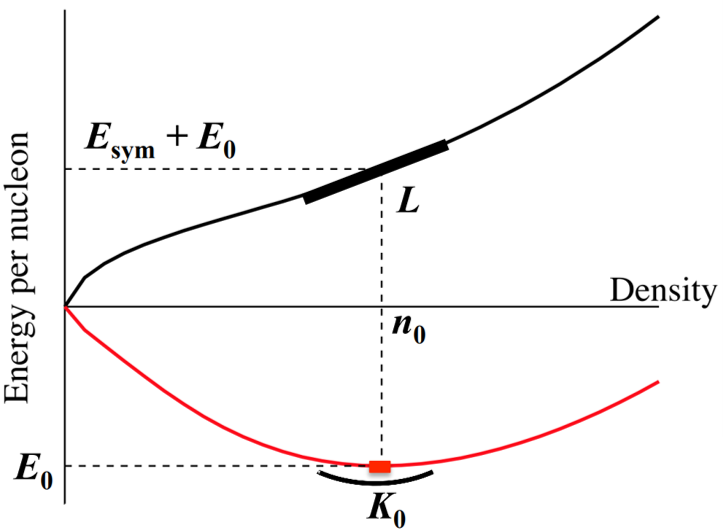 Energy per nucleon
E_sym + E_0
L
Density
n_0
E_0
K_0